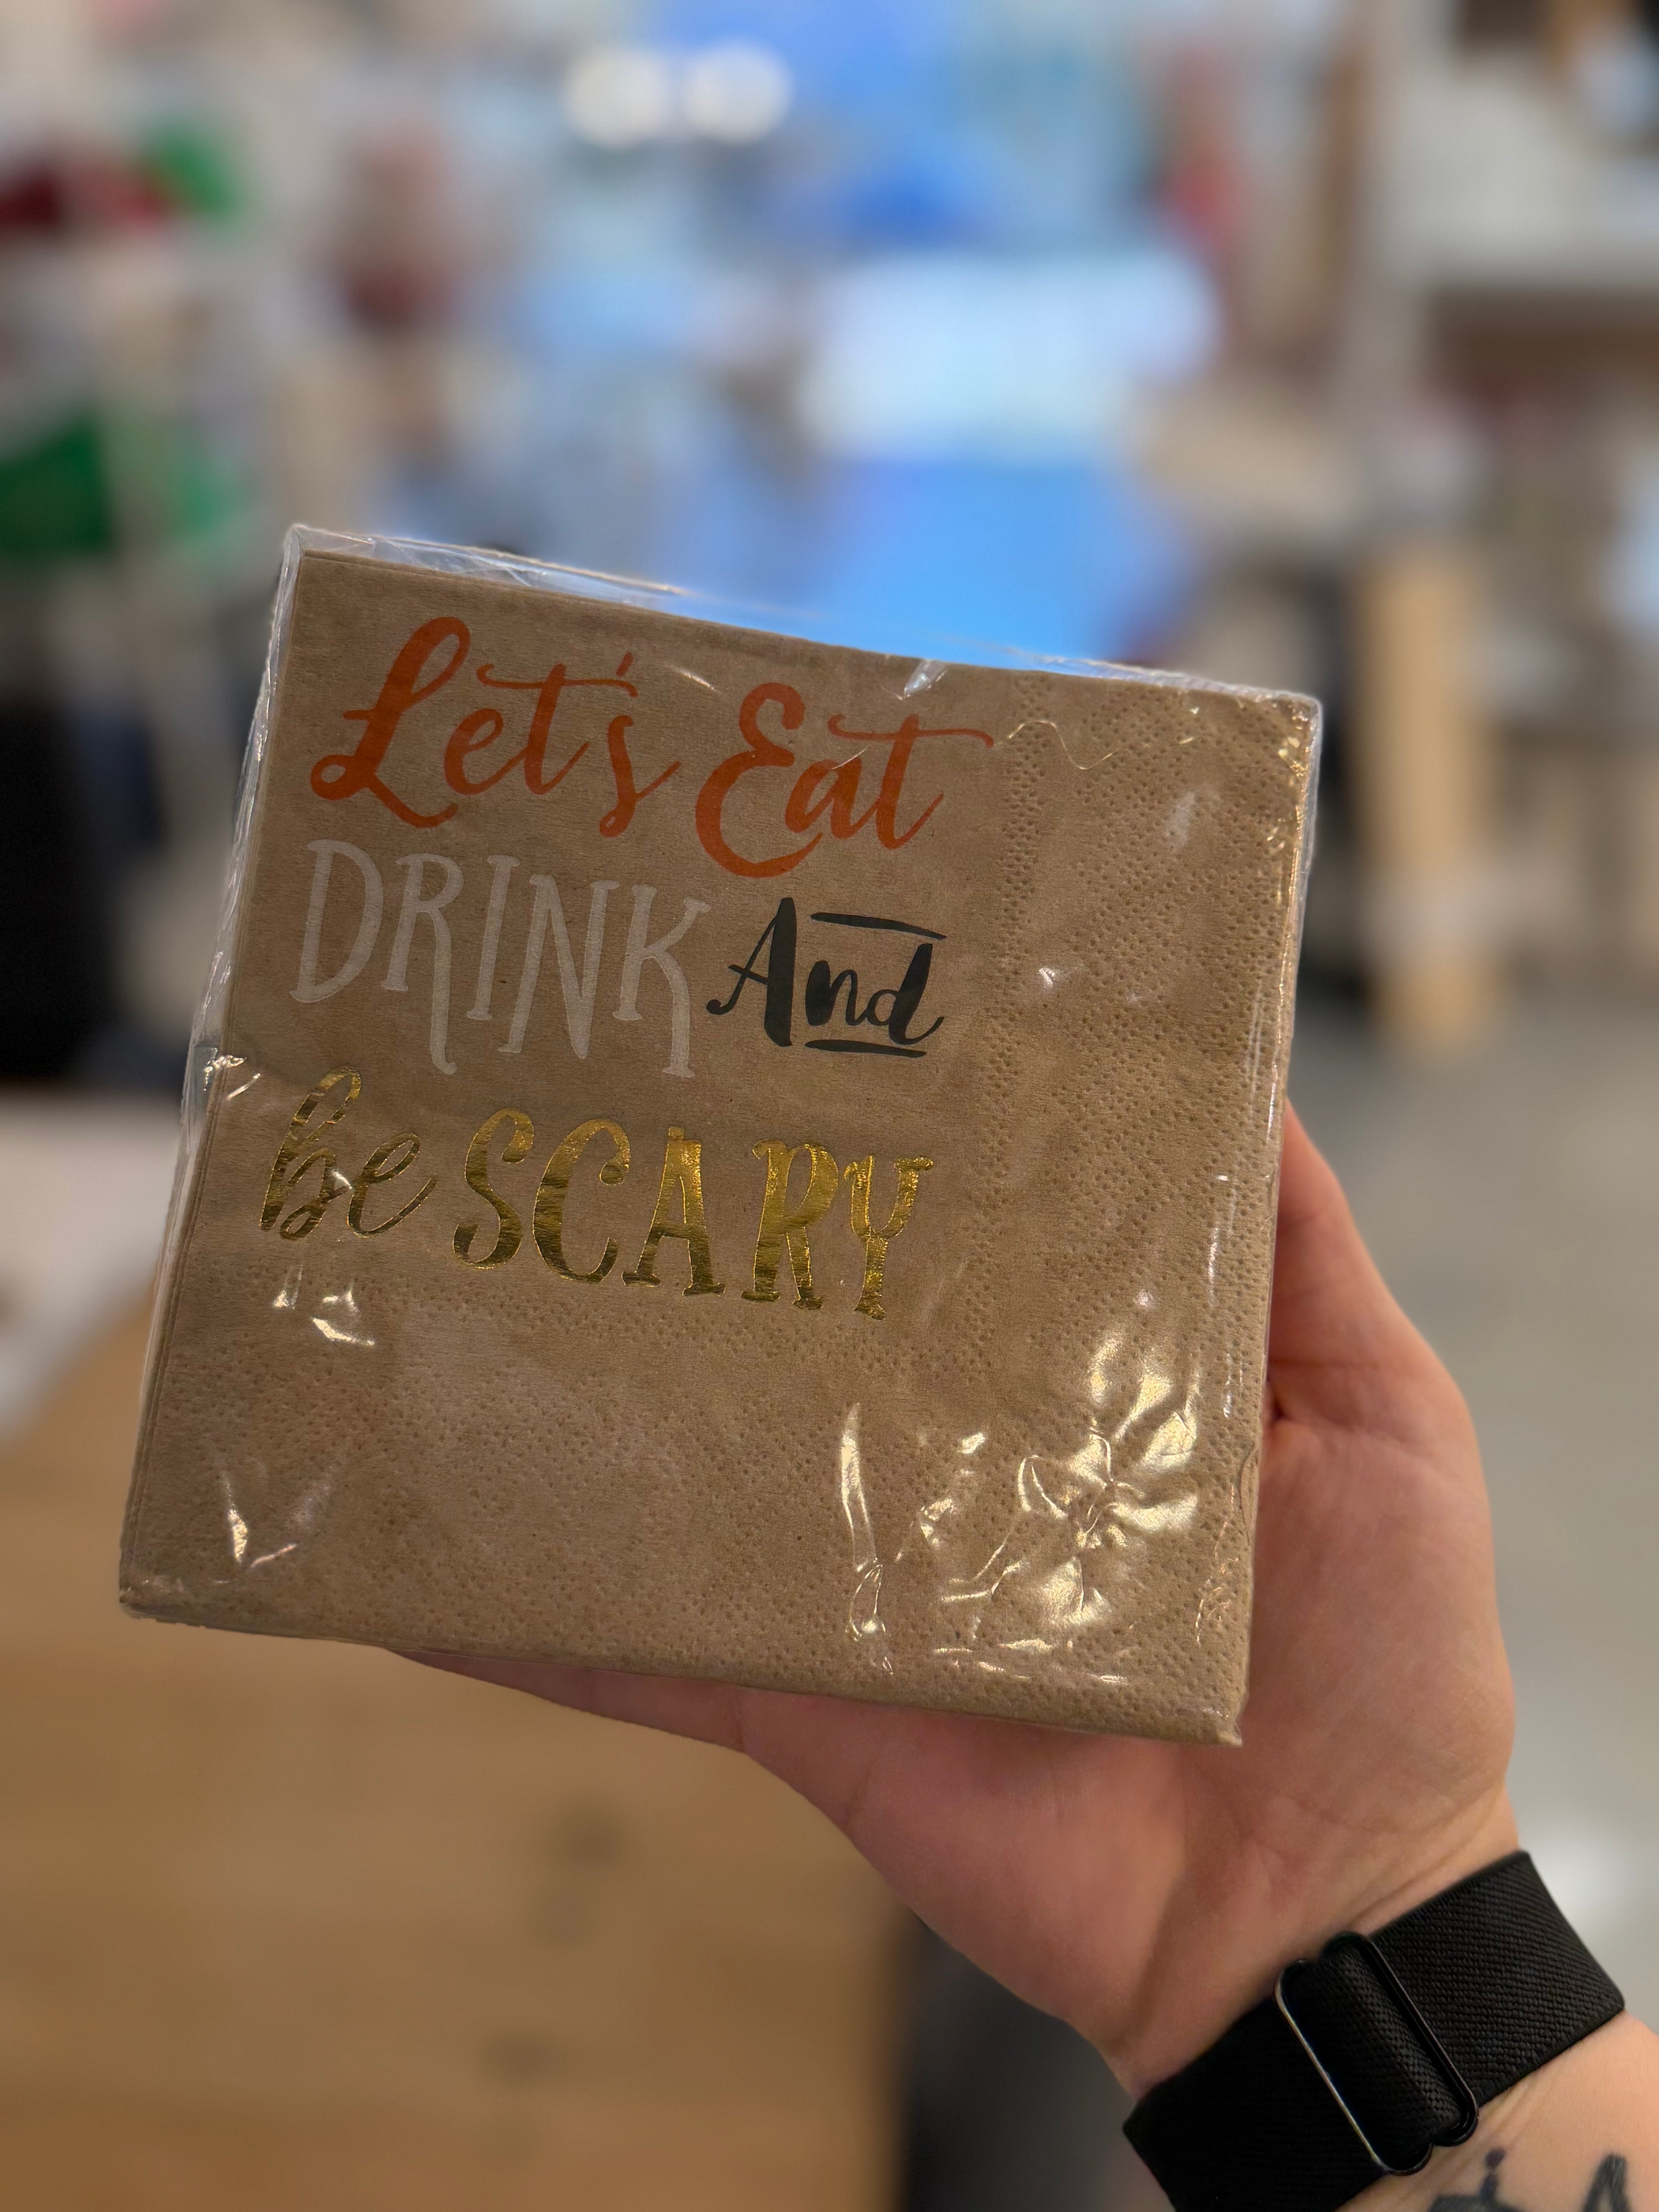 Let's Eat
DRINK And
be SCARY